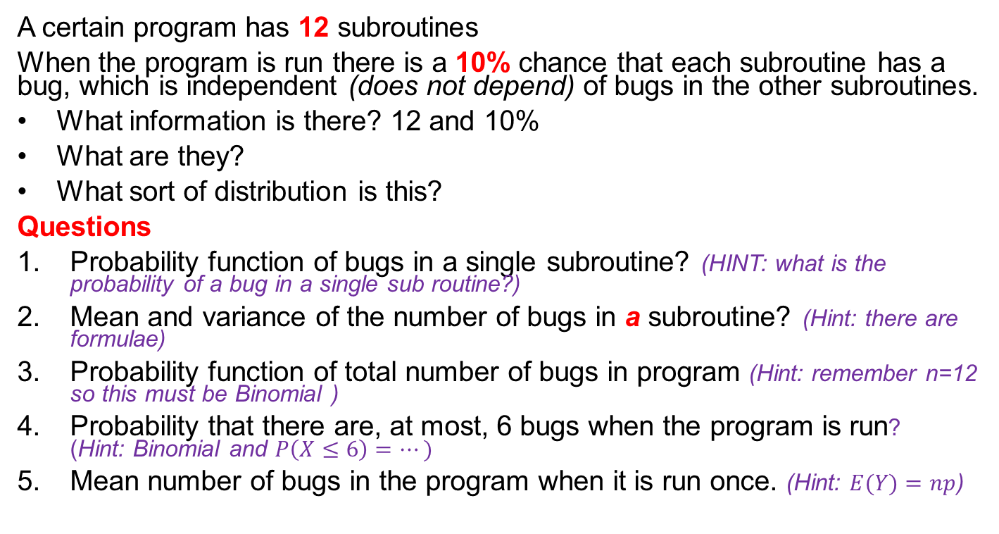 A certain program has 12 subroutines
When the program is run there is a 10% chance that each subroutine has a
bug, which is independent (does not depend) of bugs in the other subroutines.
• What information is there? 12 and 10%
• What are they?
• What sort of distribution is this?
Questions
1. Probability function of bugs in a single subroutine? (HINT: what is the
probability of a bug in a single sub routine?)
2. Mean and variance of the number of bugs in a subroutine? (Hint: there are
formulae)
3. Probability function of total number of bugs in program (Hint: remember n=12
so this must be Binomial )
4. Probability that there are, at most, 6 bugs when the program is run?
(Hint: Binomial and P(X ≤ 6) = ⋯ )
5. Mean number of bugs in the program when it is run once. (Hint: E(Y) = np)